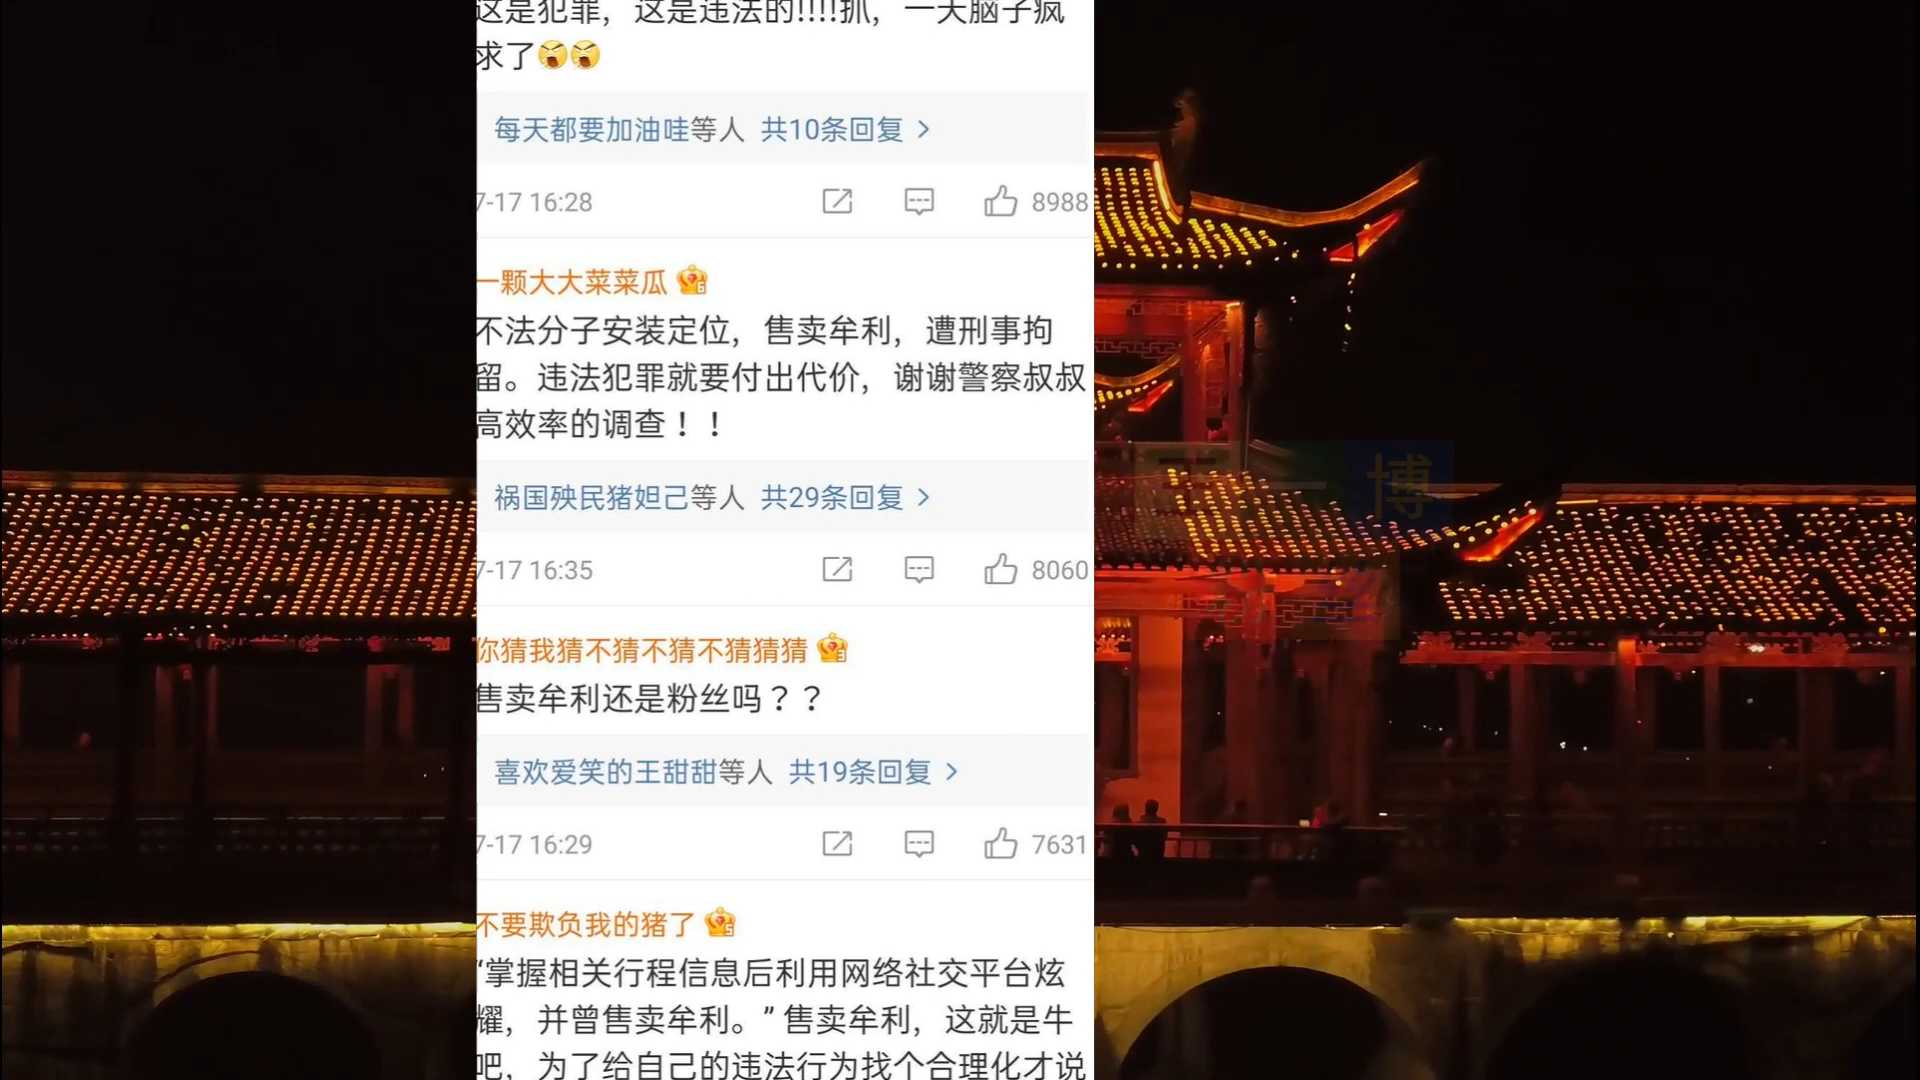 这是犯罪，这是违法的!!!!抓，一天脑子疯
求了
每天都要加油哇等人 共10条回复 >
7-17 16:28 8988
一颗大大菜菜瓜
不法分子安装定位，售卖牟利，遭刑事拘
留。违法犯罪就要付出代价，谢谢警察叔叔
高效率的调查！！
祸国殃民猪妲己等人 共29条回复 >
7-17 16:35 8060
你猜我猜不猜不猜不猜猜猜
售卖牟利还是粉丝吗？？
喜欢爱笑的王甜甜等人 共19条回复 >
7-17 16:29 7631
不要欺负我的猪了
“掌握相关行程信息后利用网络社交平台炫
耀，并曾售卖牟利。”售卖牟利，这就是牛
吧，为了给自己的违法行为找个合理化才说
博